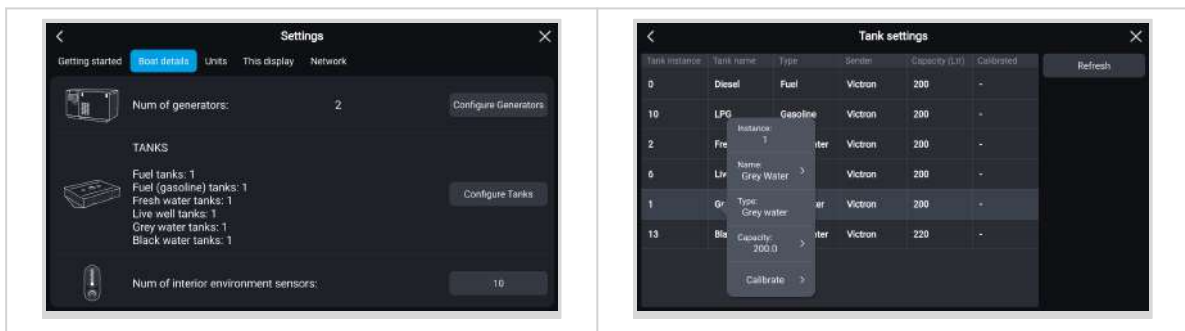 Settings
Getting started Boat details Units This display Network
Num of generators: 2 Configure Generators
TANKS
Fuel tanks: 1
Fuel (gasoline) tanks: 1
Fresh water tanks: 1
Live well tanks: 1
Grey water tanks: 1
Black water tanks: 1
Configure Tanks
Num of interior environment sensors: 10
Tank settings
Tank instance Tank name Type Sender Capacity (Ltr) Calibrated Refresh
0 Diesel Fuel Victron 200 -
10 LPG Gasoline Victron 200 -
2 Fre ter Victron 200 -
6 Liv Victron 200 -
1 Gr er Victron 200 -
13 Bla ter Victron 220 -
Instance:
1
Name:
Grey Water
Type:
Grey water
Capacity:
200.0
Calibrate